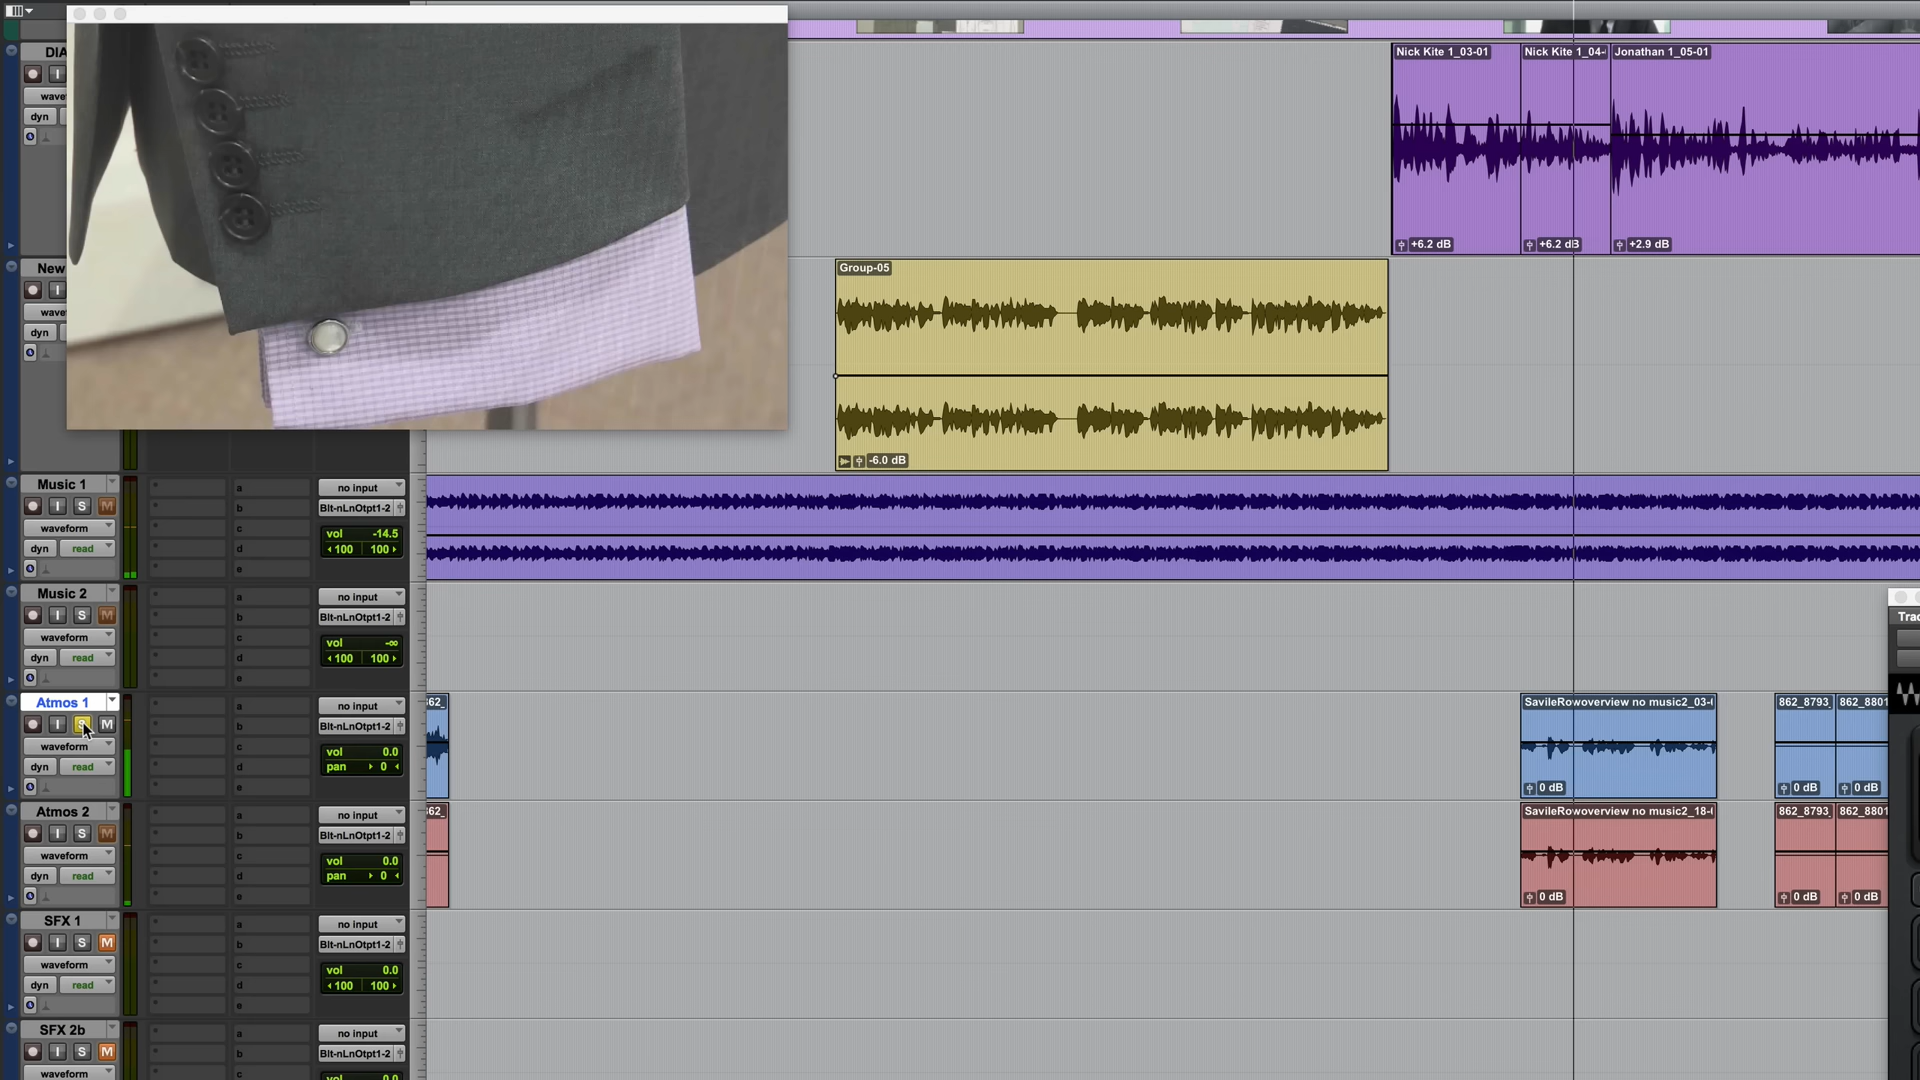 DIA
I
wave
dyn
Nick Kite 1_03-01
Nick Kite 1_04-
Jonathan 1_05-01
+6.2 dB
+6.2 dB
+2.9 dB
New
I
wave
dyn
Group-05
-6.0 dB
Music 1
I S M
waveform
dyn read
a
b
c
d
e
no input
Blt-nLnOtpt1-2
vol -14.5
100 100
Music 2
I S M
waveform
dyn read
a
b
c
d
e
no input
Blt-nLnOtpt1-2
vol -∞
100 100
Trac
Atmos 1
I S M
waveform
dyn read
a
b
c
d
e
no input
Blt-nLnOtpt1-2
vol 0.0
pan 0
862_
SavileRowoverview no music2_03-
862_8793_
862_8801
0 dB
0 dB
0 dB
Atmos 2
I S M
waveform
dyn read
a
b
c
d
e
no input
Blt-nLnOtpt1-2
vol 0.0
pan 0
862_
SavileRowoverview no music2_18-
862_8793_
862_8801
0 dB
0 dB
0 dB
SFX 1
I S M
waveform
dyn read
a
b
c
d
e
no input
Blt-nLnOtpt1-2
vol 0.0
100 100
SFX 2b
I S M
waveform
a
b
c
no input
Blt-nLnOtpt1-2
vol 0.0